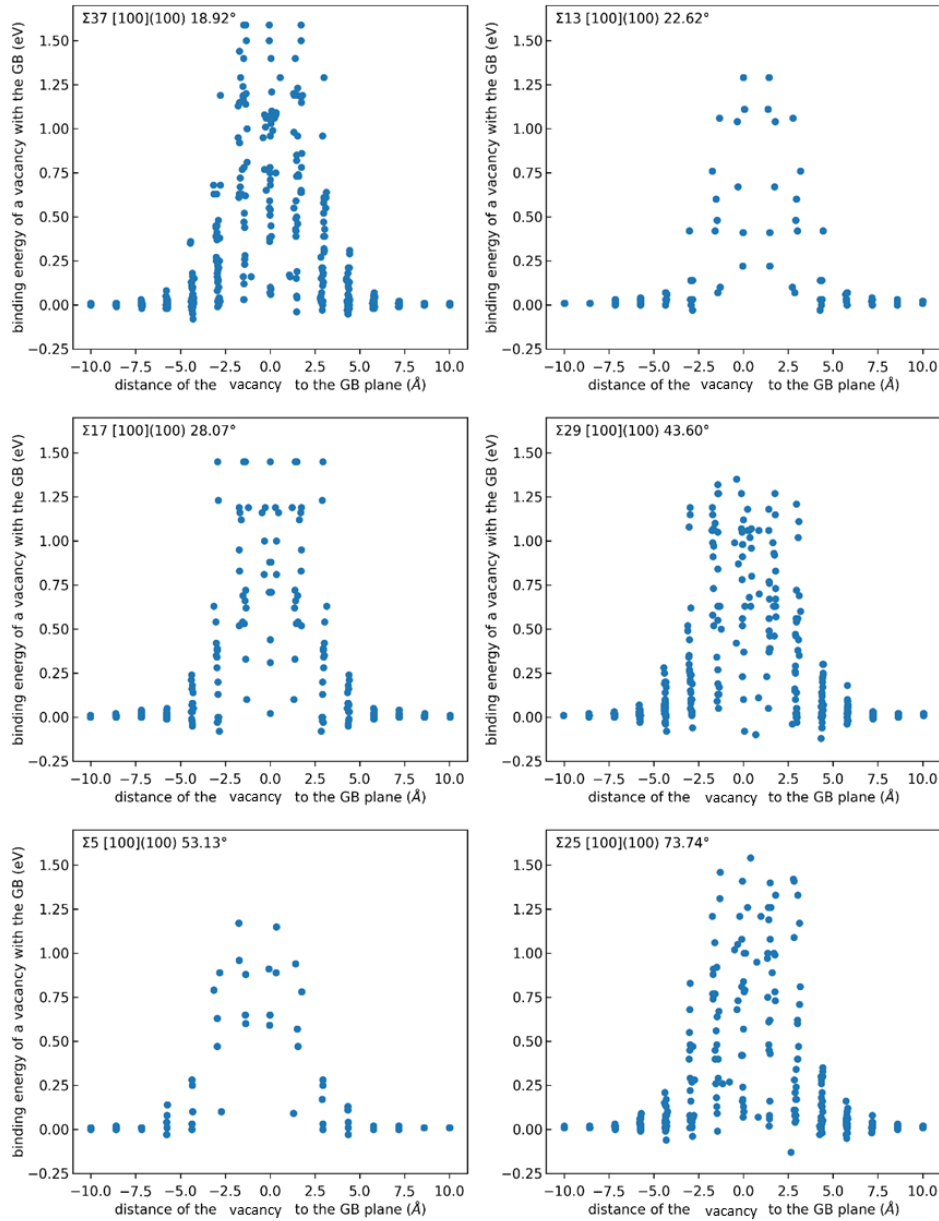 Σ37 [100](100) 18.92°
binding energy of a vacancy with the GB (eV)
1.50
1.25
1.00
0.75
0.50
0.25
0.00
−0.25
−10.0 −7.5 −5.0 −2.5 0.0 2.5 5.0 7.5 10.0
distance of the vacancy to the GB plane (Å)
Σ13 [100](100) 22.62°
binding energy of a vacancy with the GB (eV)
1.50
1.25
1.00
0.75
0.50
0.25
0.00
−0.25
−10.0 −7.5 −5.0 −2.5 0.0 2.5 5.0 7.5 10.0
distance of the vacancy to the GB plane (Å)
Σ17 [100](100) 28.07°
binding energy of a vacancy with the GB (eV)
1.50
1.25
1.00
0.75
0.50
0.25
0.00
−0.25
−10.0 −7.5 −5.0 −2.5 0.0 2.5 5.0 7.5 10.0
distance of the vacancy to the GB plane (Å)
Σ29 [100](100) 43.60°
binding energy of a vacancy with the GB (eV)
1.50
1.25
1.00
0.75
0.50
0.25
0.00
−0.25
−10.0 −7.5 −5.0 −2.5 0.0 2.5 5.0 7.5 10.0
distance of the vacancy to the GB plane (Å)
Σ5 [100](100) 53.13°
binding energy of a vacancy with the GB (eV)
1.50
1.25
1.00
0.75
0.50
0.25
0.00
−0.25
−10.0 −7.5 −5.0 −2.5 0.0 2.5 5.0 7.5 10.0
distance of the vacancy to the GB plane (Å)
Σ25 [100](100) 73.74°
binding energy of a vacancy with the GB (eV)
1.50
1.25
1.00
0.75
0.50
0.25
0.00
−0.25
−10.0 −7.5 −5.0 −2.5 0.0 2.5 5.0 7.5 10.0
distance of the vacancy to the GB plane (Å)